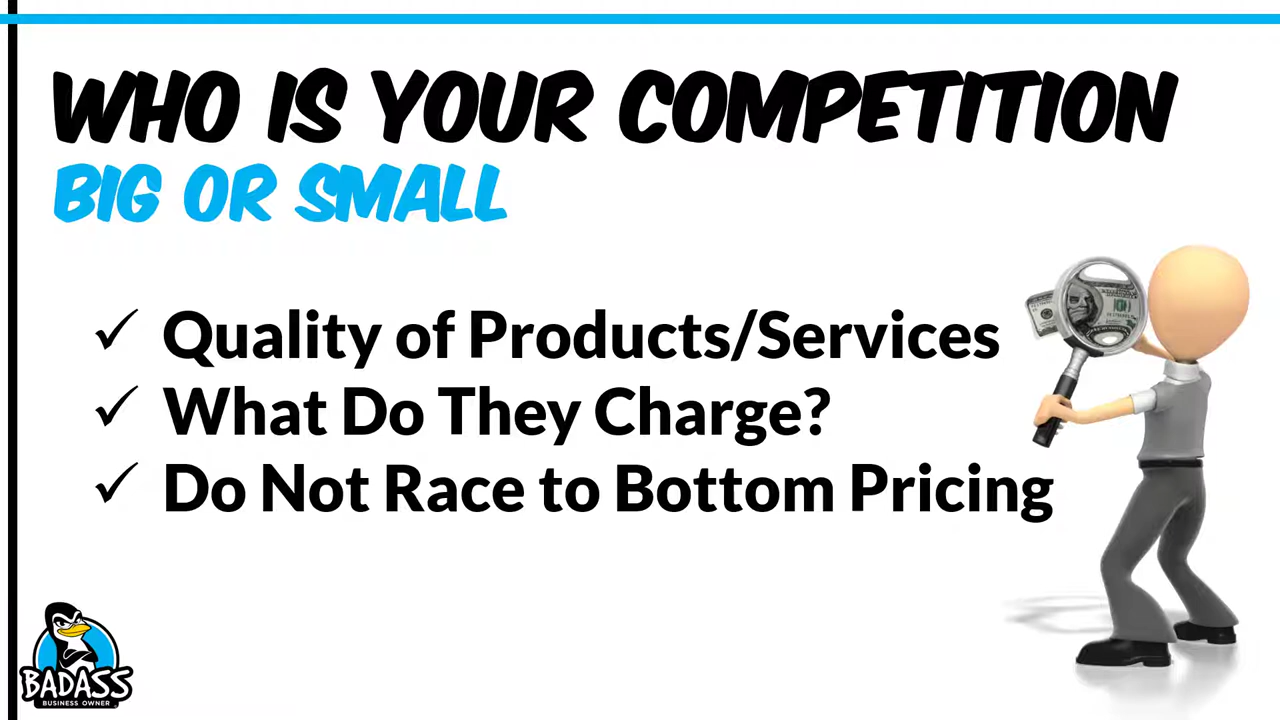 WHO IS YOUR COMPETITION
BIG OR SMALL
✓ Quality of Products/Services
✓ What Do They Charge?
✓ Do Not Race to Bottom Pricing
BADASS
BUSINESS OWNER